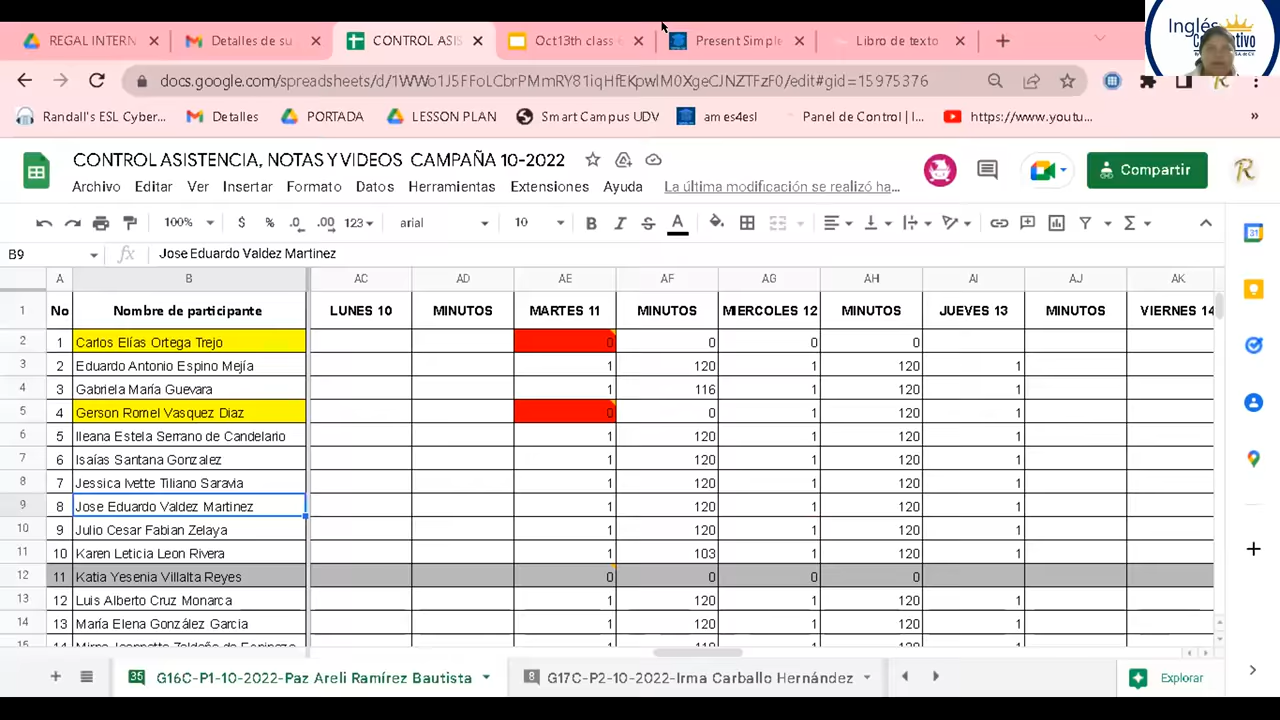 REGAL INTERN
Detalles de su
CONTROL ASIS
Oct13th class
Present Simple
Libro de texto
Inglés
docs.google.com/spreadsheets/d/1WWo1J5FFoLCbrPMmRY81iqHfEKpwlM0XgeCJNZTFzF0/edit#gid=15975376
Randall's ESL Cyber...
Detalles
PORTADA
LESSON PLAN
Smart Campus UDV
am es4esl
Panel de Control | I...
https://www.youtu...
»
CONTROL ASISTENCIA, NOTAS Y VIDEOS CAMPAÑA 10-2022
Archivo Editar Ver Insertar Formato Datos Herramientas Extensiones Ayuda La última modificación se realizó ha...
Compartir
100% $ % .0 .00 123 arial 10 B I S A
B9 fx Jose Eduardo Valdez Martinez
A B AC AD AE AF AG AH AI AJ AK
1 No Nombre de participante LUNES 10 MINUTOS MARTES 11 MINUTOS MIERCOLES 12 MINUTOS JUEVES 13 MINUTOS VIERNES 14
2 1 Carlos Elías Ortega Trejo 0 0 0 0
3 2 Eduardo Antonio Espino Mejía 1 120 1 120 1
4 3 Gabriela María Guevara 1 116 1 120 1
5 4 Gerson Romel Vasquez Diaz 0 0 1 120 1
6 5 Ileana Estela Serrano de Candelario 1 120 1 120 1
7 6 Isaías Santana Gonzalez 1 120 1 120 1
8 7 Jessica Ivette Tiliano Saravia 1 120 1 120 1
9 8 Jose Eduardo Valdez Martinez 1 120 1 120 1
10 9 Julio Cesar Fabian Zelaya 1 120 1 120 1
11 10 Karen Leticia Leon Rivera 1 103 1 120 1
12 11 Katia Yesenia Villalta Reyes 0 0 0 0
13 12 Luis Alberto Cruz Monarca 1 120 1 120 1
14 13 María Elena González Garcia 1 120 1 120 1
35 G16C-P1-10-2022-Paz Areli Ramírez Bautista
8 G17C-P2-10-2022-Irma Carballo Hernández
Explorar